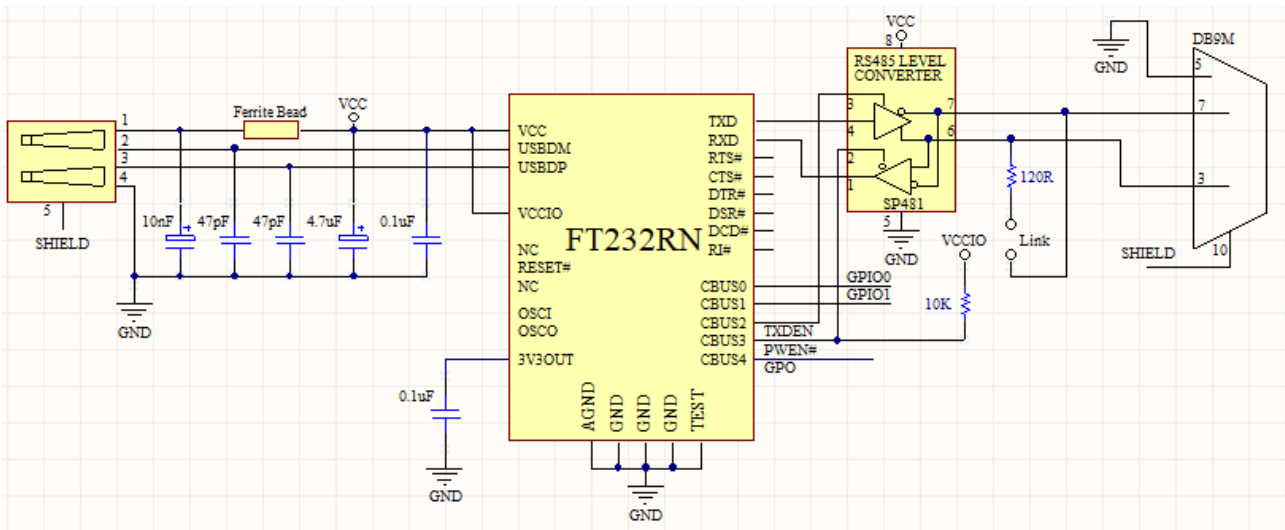 1
2
3
4
5
SHIELD
GND
Ferrite Bead
VCC
10nF
47pF
47pF
4.7uF
0.1uF
0.1uF
GND
FT232RN
VCC
USBDM
USBDP
VCCIO
NC
RESET#
NC
OSCI
OSCO
3V3OUT
AGND
GND
GND
GND
TEST
GND
TXD
RXD
RTS#
CTS#
DTR#
DSR#
DCD#
RI#
CBUS0
CBUS1
CBUS2
CBUS3
CBUS4
GPIO0
GPIO1
TXDEN
PWEN#
GPO
VCC
8
RS485 LEVEL
CONVERTER
3
4
2
1
7
6
SP481
5
GND
VCCIO
10K
120R
Link
GND
DB9M
5
7
3
10
SHIELD